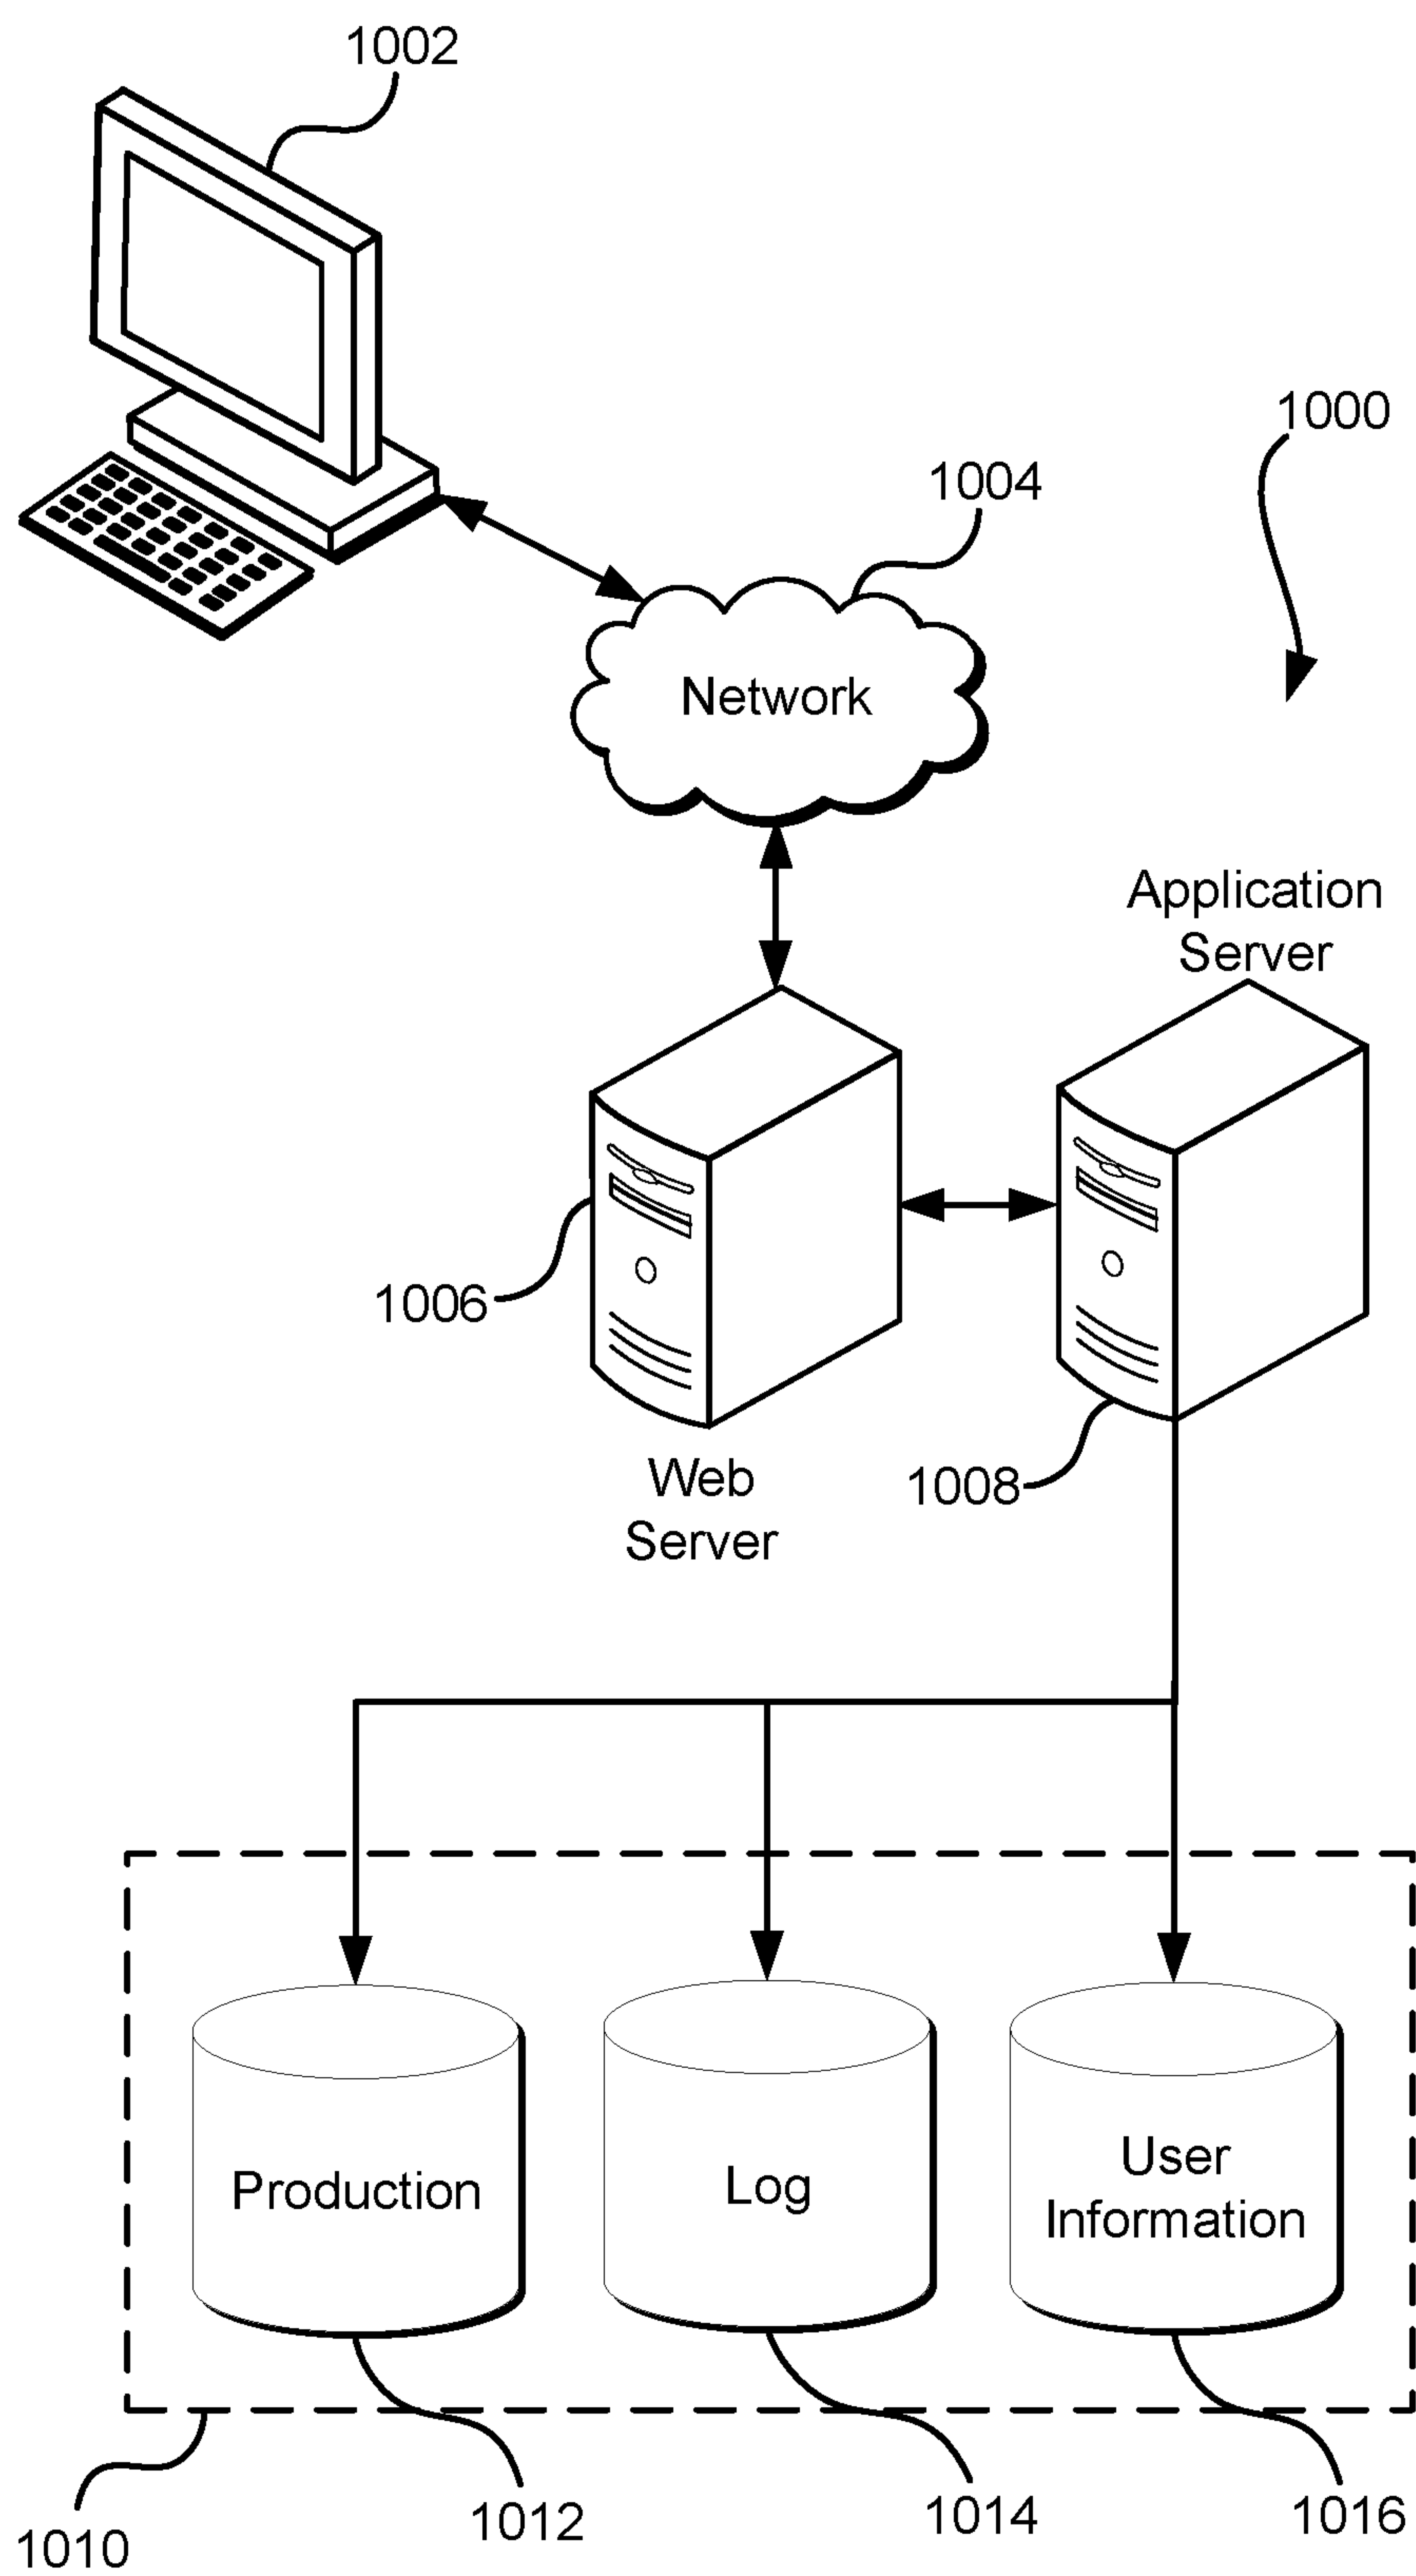 1002
1000
1004
Network
Application
Server
1006
Web
Server
1008
Production
Log
User
Information
1010
1012
1014
1016